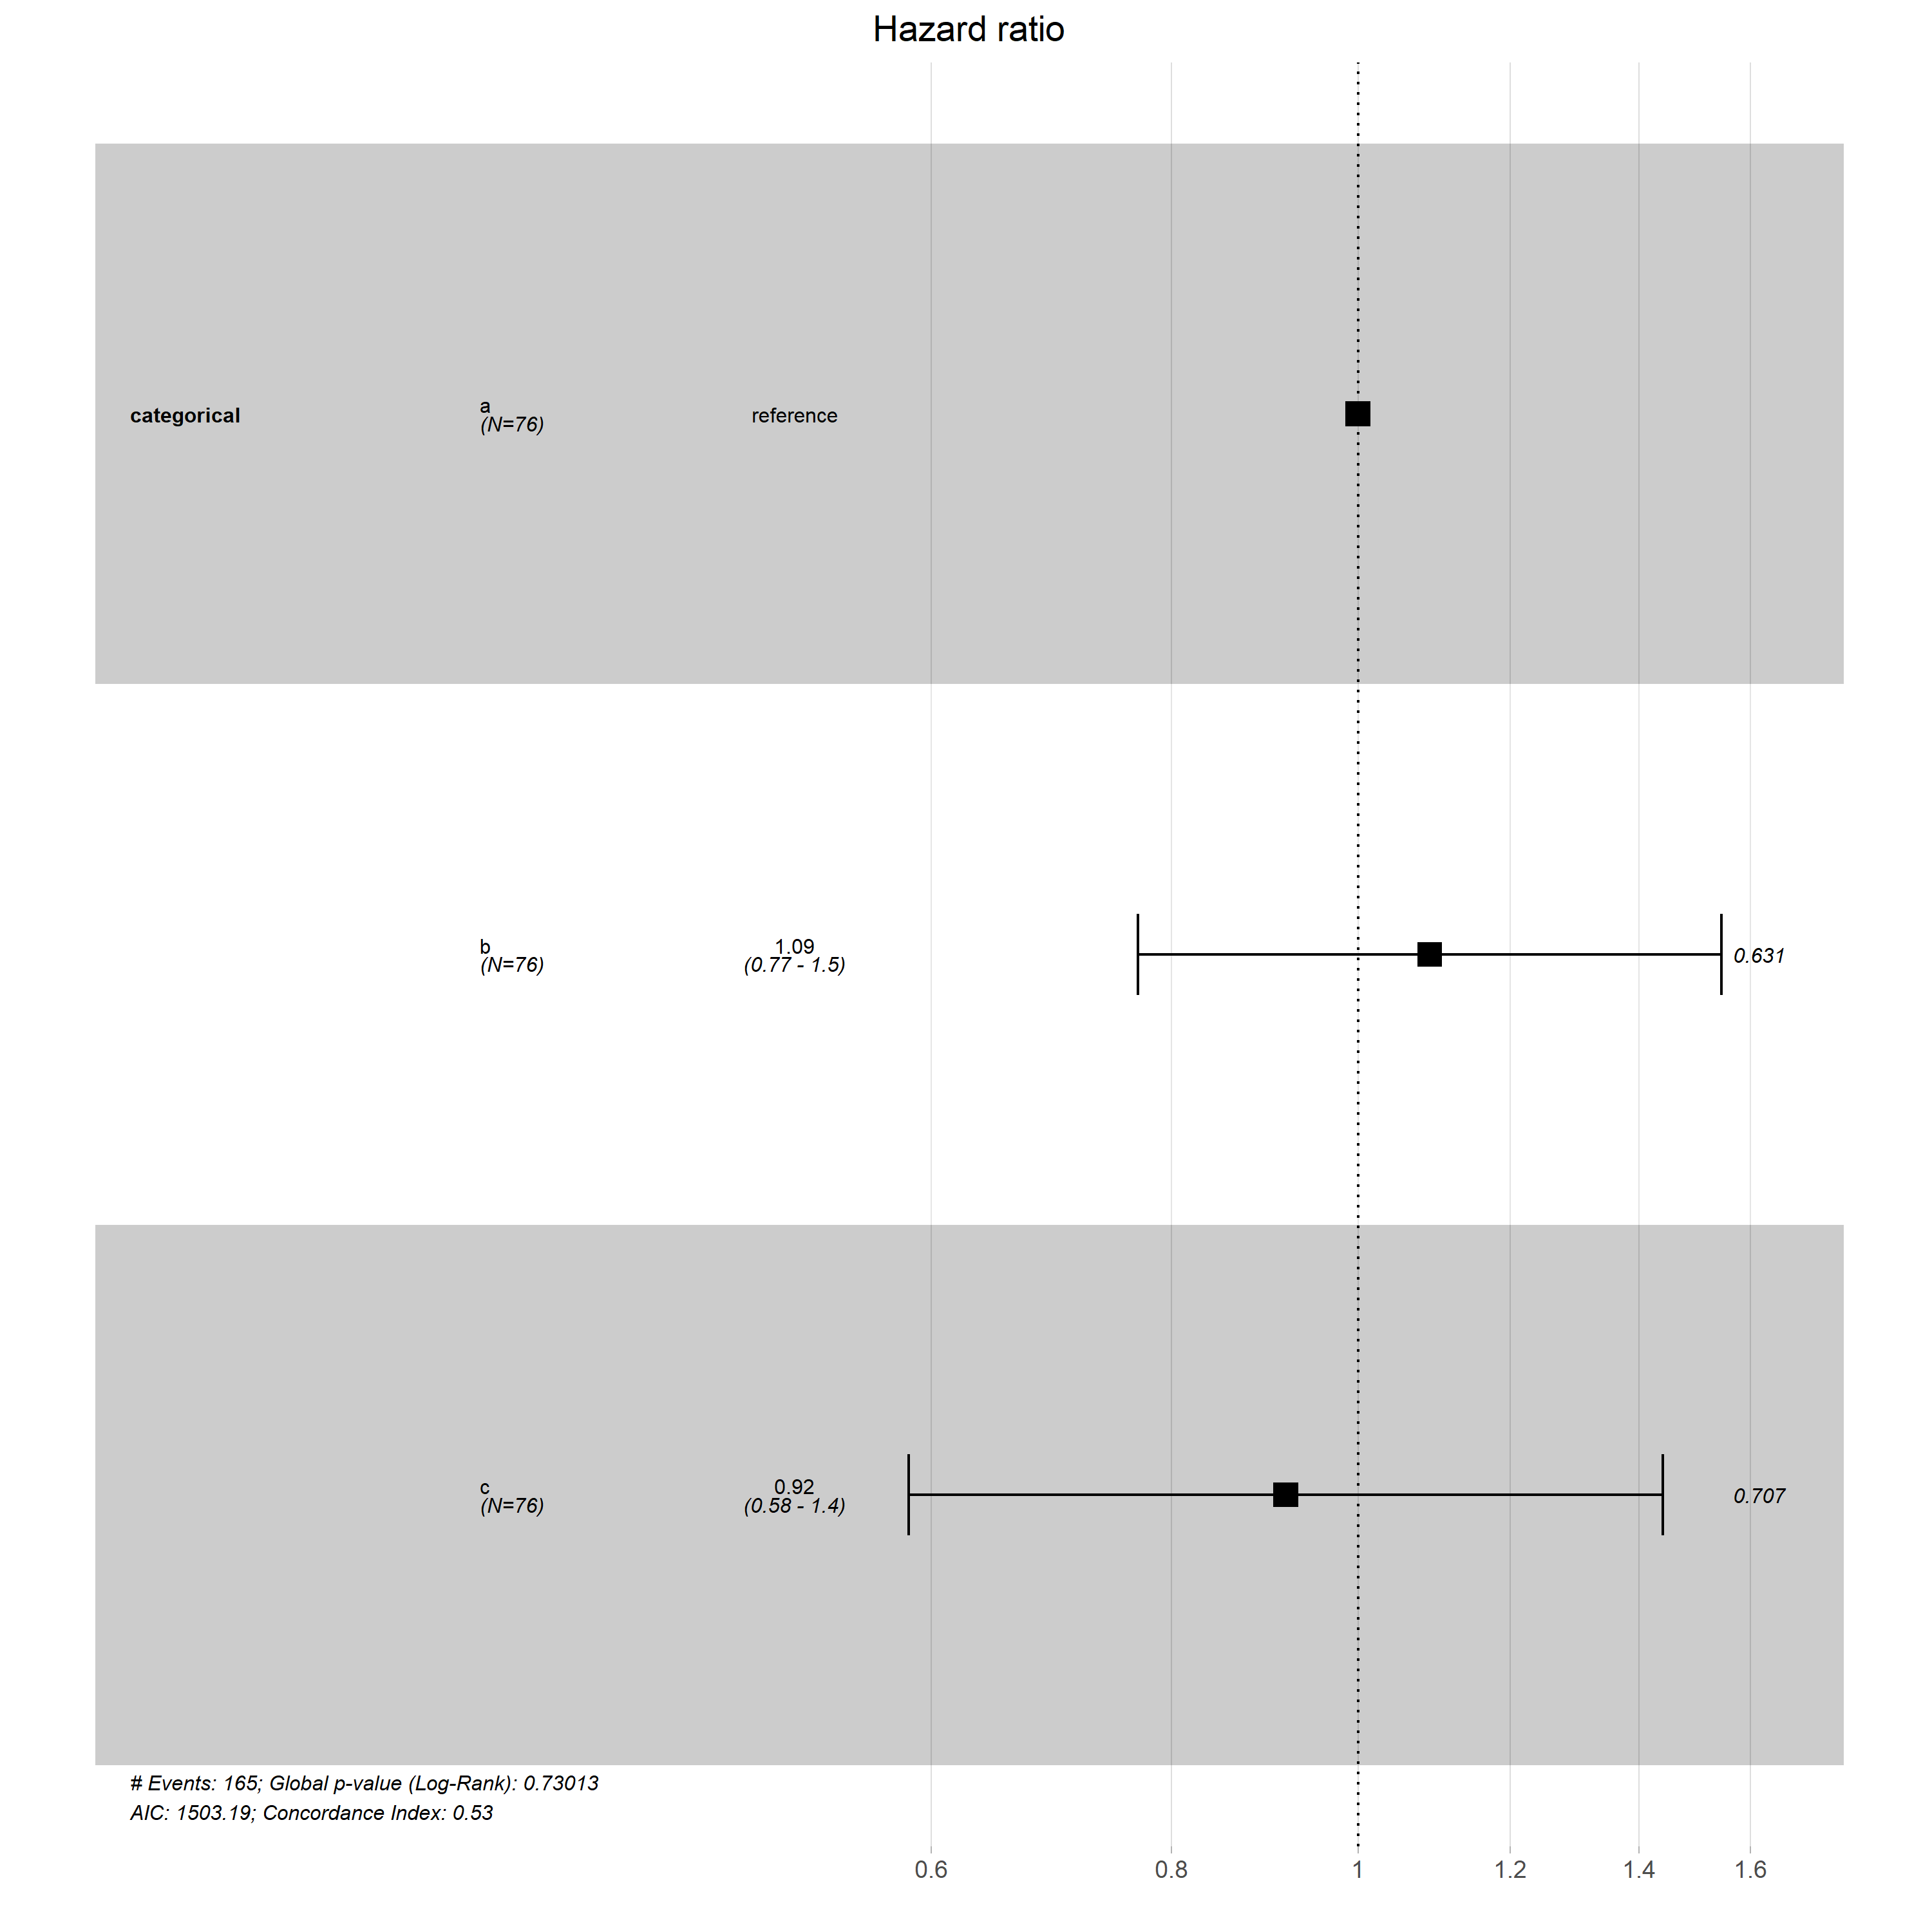 Hazard ratio
categorical
a
(N=76)
reference
b
(N=76)
1.09
(0.77 - 1.5)
0.631
c
(N=76)
0.92
(0.58 - 1.4)
0.707
# Events: 165; Global p-value (Log-Rank): 0.73013
AIC: 1503.19; Concordance Index: 0.53
0.6 0.8 1 1.2 1.4 1.6